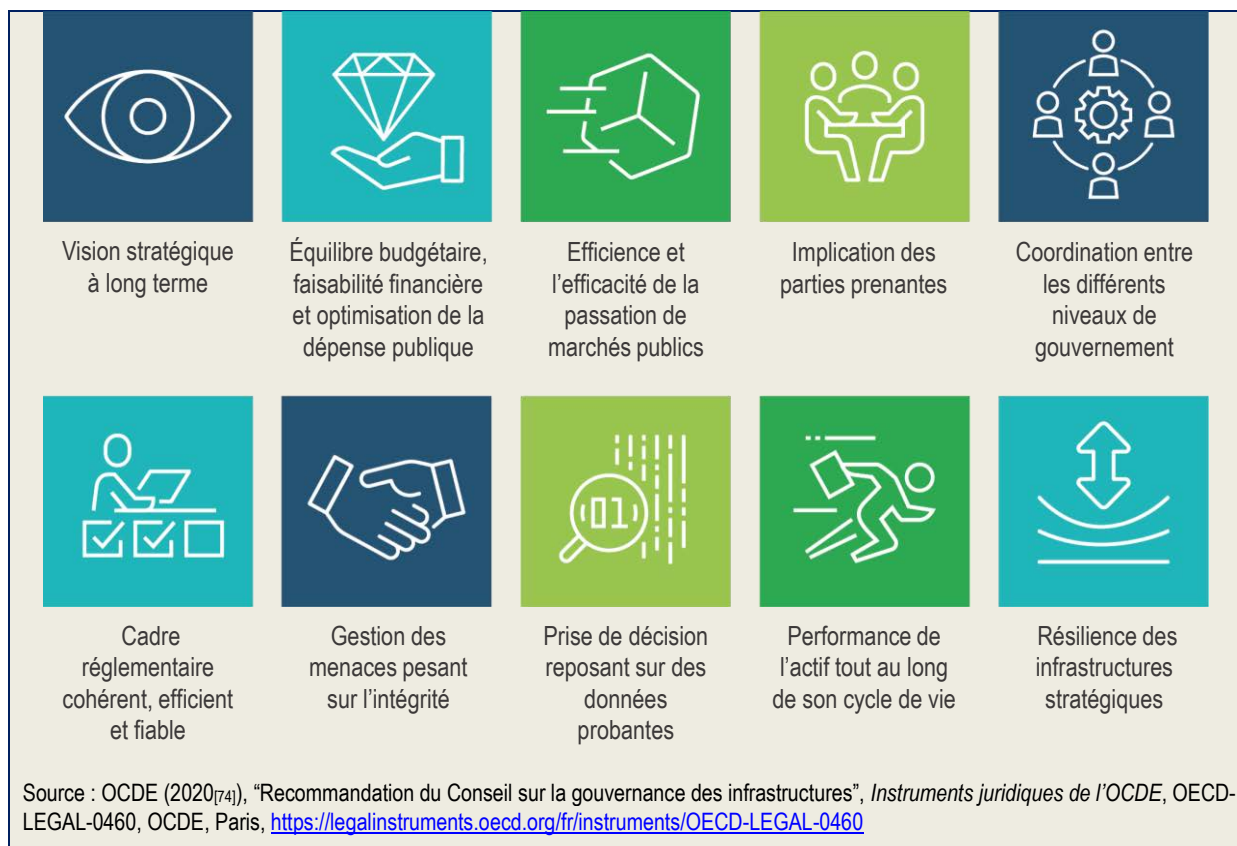 Vision stratégique
à long terme
Équilibre budgétaire,
faisabilité financière
et optimisation de la
dépense publique
Efficience et
l'efficacité de la
passation de
marchés publics
Implication des
parties prenantes
Coordination entre
les différents
niveaux de
gouvernement
01
Cadre
réglementaire
cohérent, efficient
et fiable
Gestion des
menaces pesant
sur l'intégrité
Prise de décision
reposant sur des
données
probantes
Performance de
l'actif tout au long
de son cycle de vie
Résilience des
infrastructures
stratégiques
Source : OCDE (2020[74]), “Recommandation du Conseil sur la gouvernance des infrastructures”, Instruments juridiques de l'OCDE, OECD-
LEGAL-0460, OCDE, Paris, https://legalinstruments.oecd.org/fr/instruments/OECD-LEGAL-0460